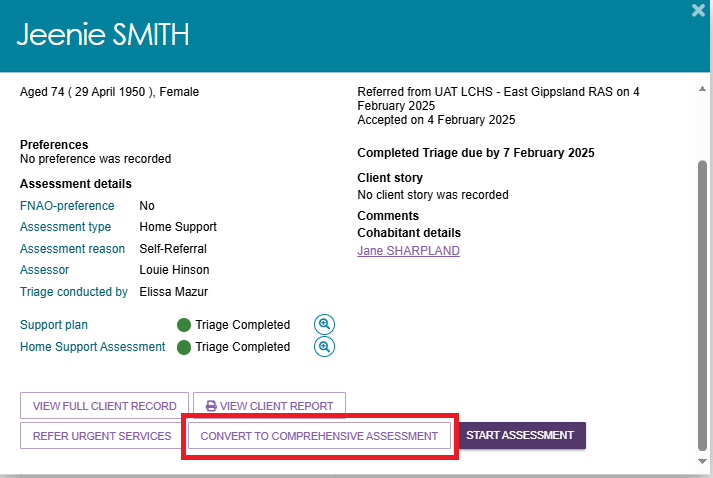 Jeenie SMITH
Aged 74 ( 29 April 1950 ), Female
Preferences
No preference was recorded
Assessment details
FNAO-preference No
Assessment type Home Support
Assessment reason Self-Referral
Assessor Louie Hinson
Triage conducted by Elissa Mazur
Support plan Triage Completed
Home Support Assessment Triage Completed
Referred from UAT LCHS - East Gippsland RAS on 4
February 2025
Accepted on 4 February 2025
Completed Triage due by 7 February 2025
Client story
No client story was recorded
Comments
Cohabitant details
Jane SHARPLAND
VIEW FULL CLIENT RECORD
VIEW CLIENT REPORT
REFER URGENT SERVICES
CONVERT TO COMPREHENSIVE ASSESSMENT
START ASSESSMENT